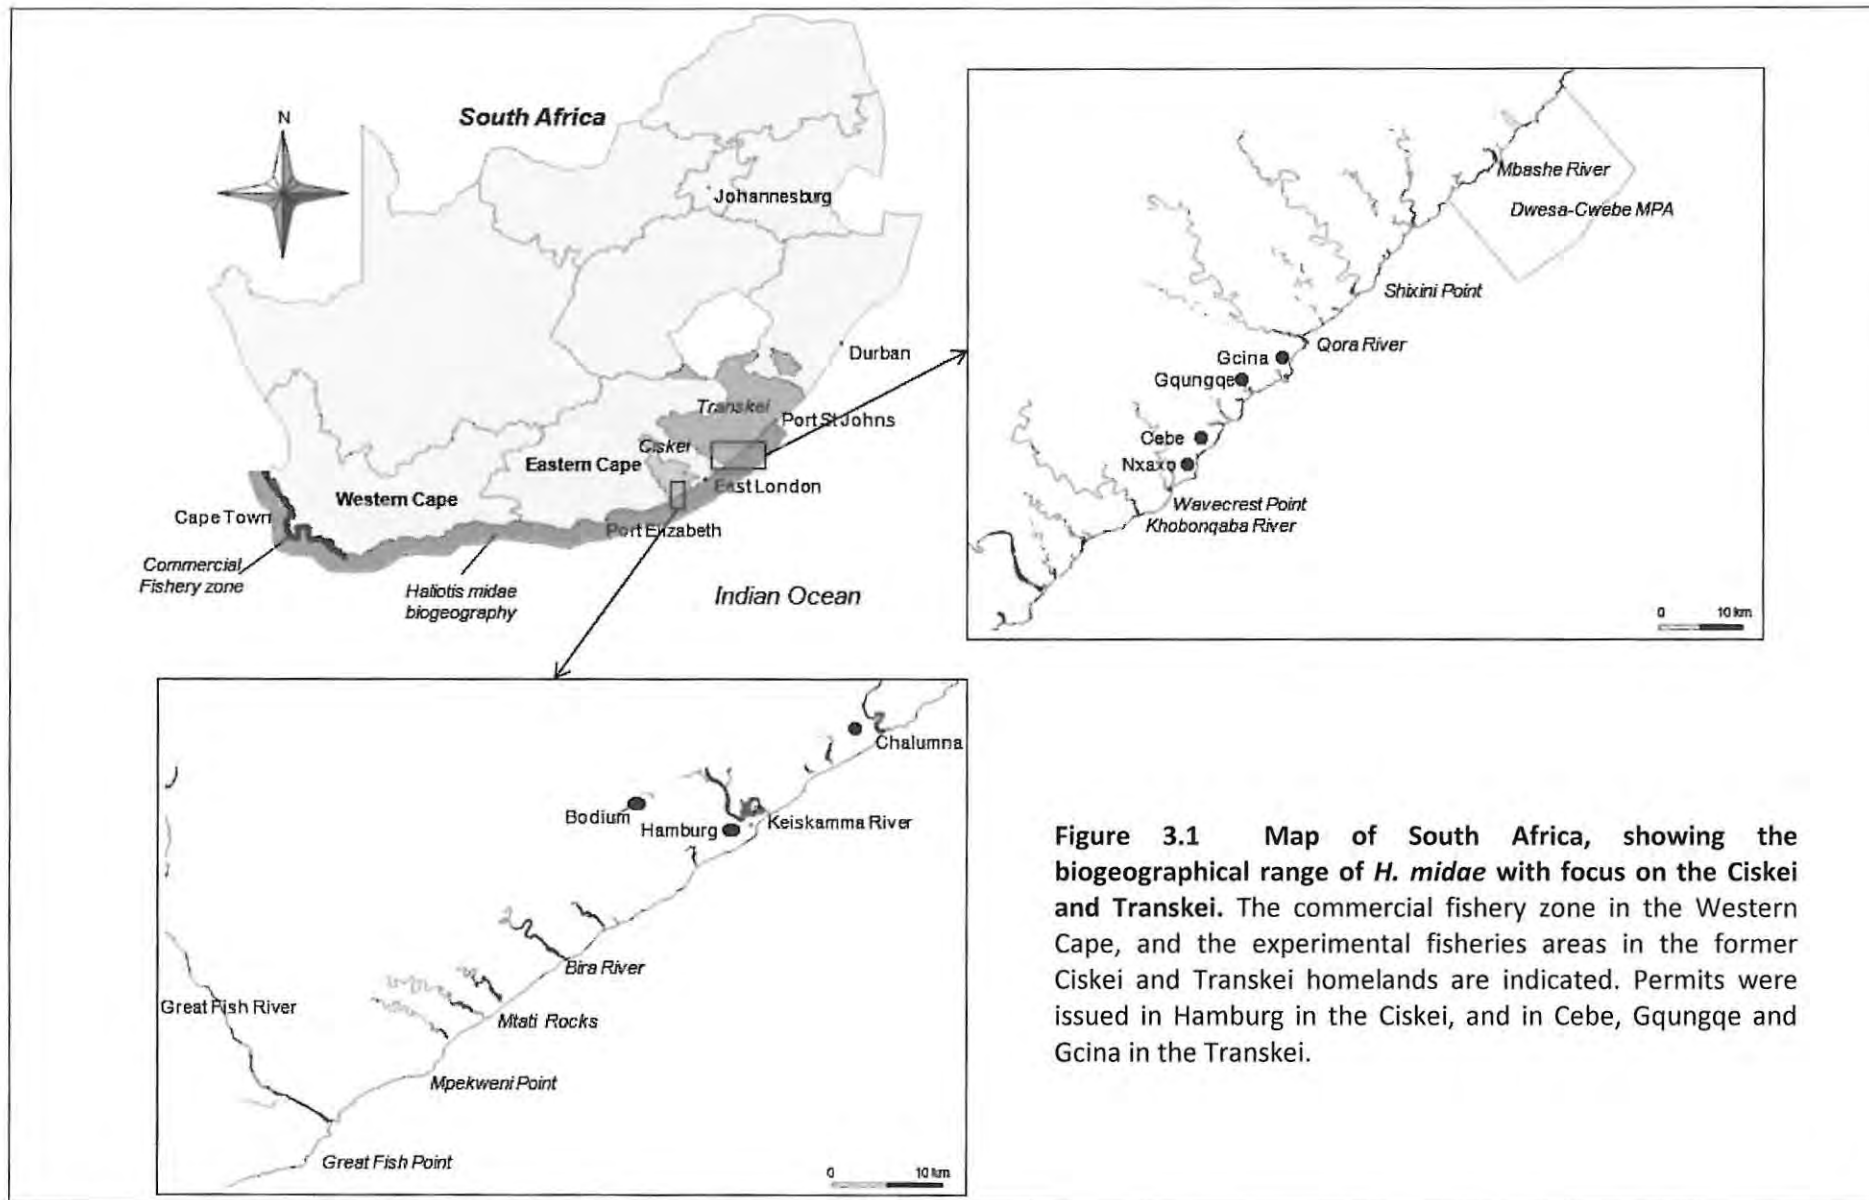 N
South Africa
Johannesburg
Durban
Transkei
Port St Johns
Ciskei
Eastern Cape
East London
Western Cape
Cape Town
Port Elizabeth
Commercial
Fishery zone
Haliotis midae
biogeography
Indian Ocean
Mbashe River
Dwesa-Cwebe MPA
Shixini Point
Qora River
Gcina
Gqungqe
Cebe
Nxaxo
Wavecrest Point
Khobonqaba River
0 10 km
Chalumna
Bodium
Hamburg
Keiskamma River
Bira River
Great Fish River
Mtati Rocks
Mpekweni Point
Great Fish Point
0 10 km
Figure 3.1 Map of South Africa, showing the
biogeographical range of H. midae with focus on the Ciskei
and Transkei. The commercial fishery zone in the Western
Cape, and the experimental fisheries areas in the former
Ciskei and Transkei homelands are indicated. Permits were
issued in Hamburg in the Ciskei, and in Cebe, Gqungqe and
Gcina in the Transkei.